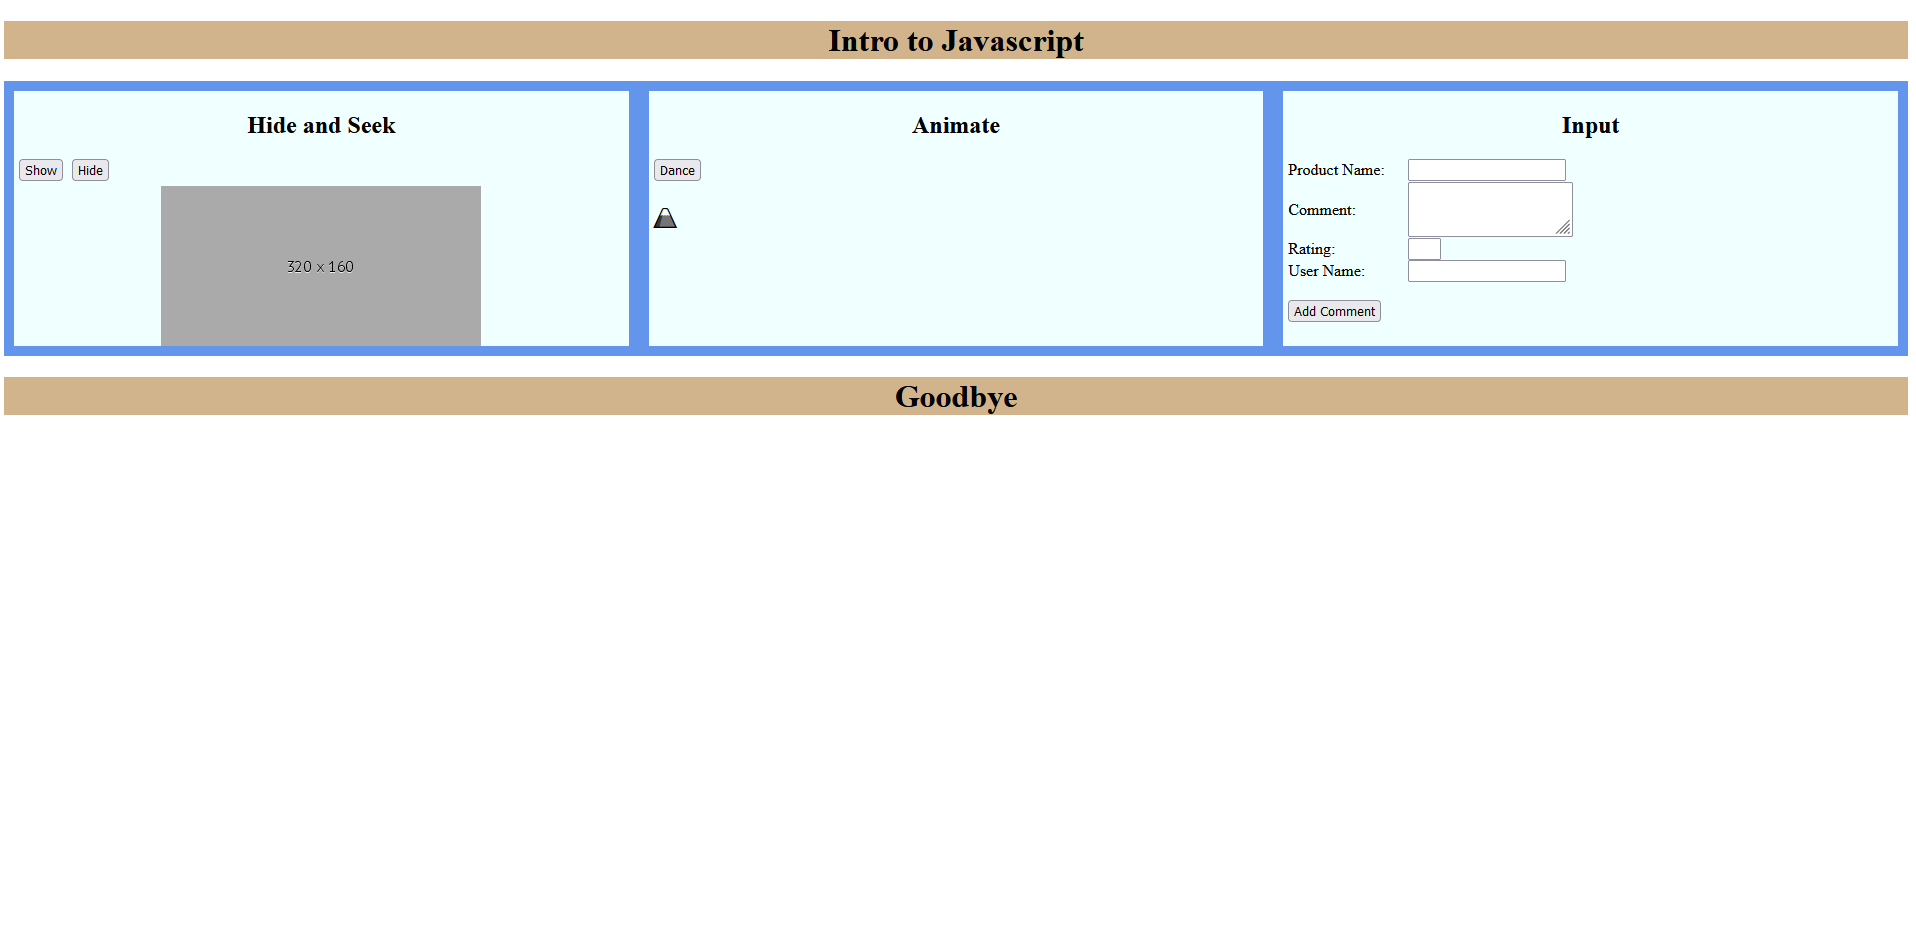 Intro to Javascript
Hide and Seek
Show Hide
320 x 160
Animate
Dance
Input
Product Name:
Comment:
Rating:
User Name:
Add Comment
Goodbye